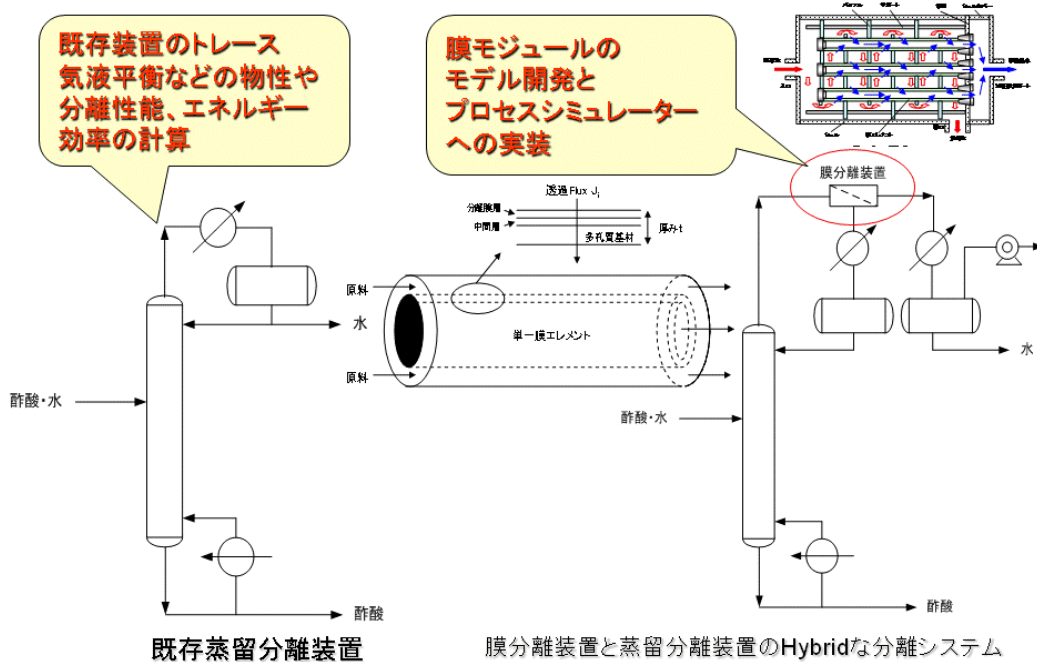 既存装置のトレース
気液平衡などの物性や
分離性能、エネルギー
効率の計算
膜モジュールの
モデル開発と
プロセスシミュレーター
への実装
膜分離装置
透過Flux Ji
分離膜層
中間層
多孔質基材
厚みt
原料
単一膜エレメント
原料
水
酢酸・水
酢酸
既存蒸留分離装置
酢酸・水
水
酢酸
膜分離装置と蒸留分離装置のHybridな分離システム